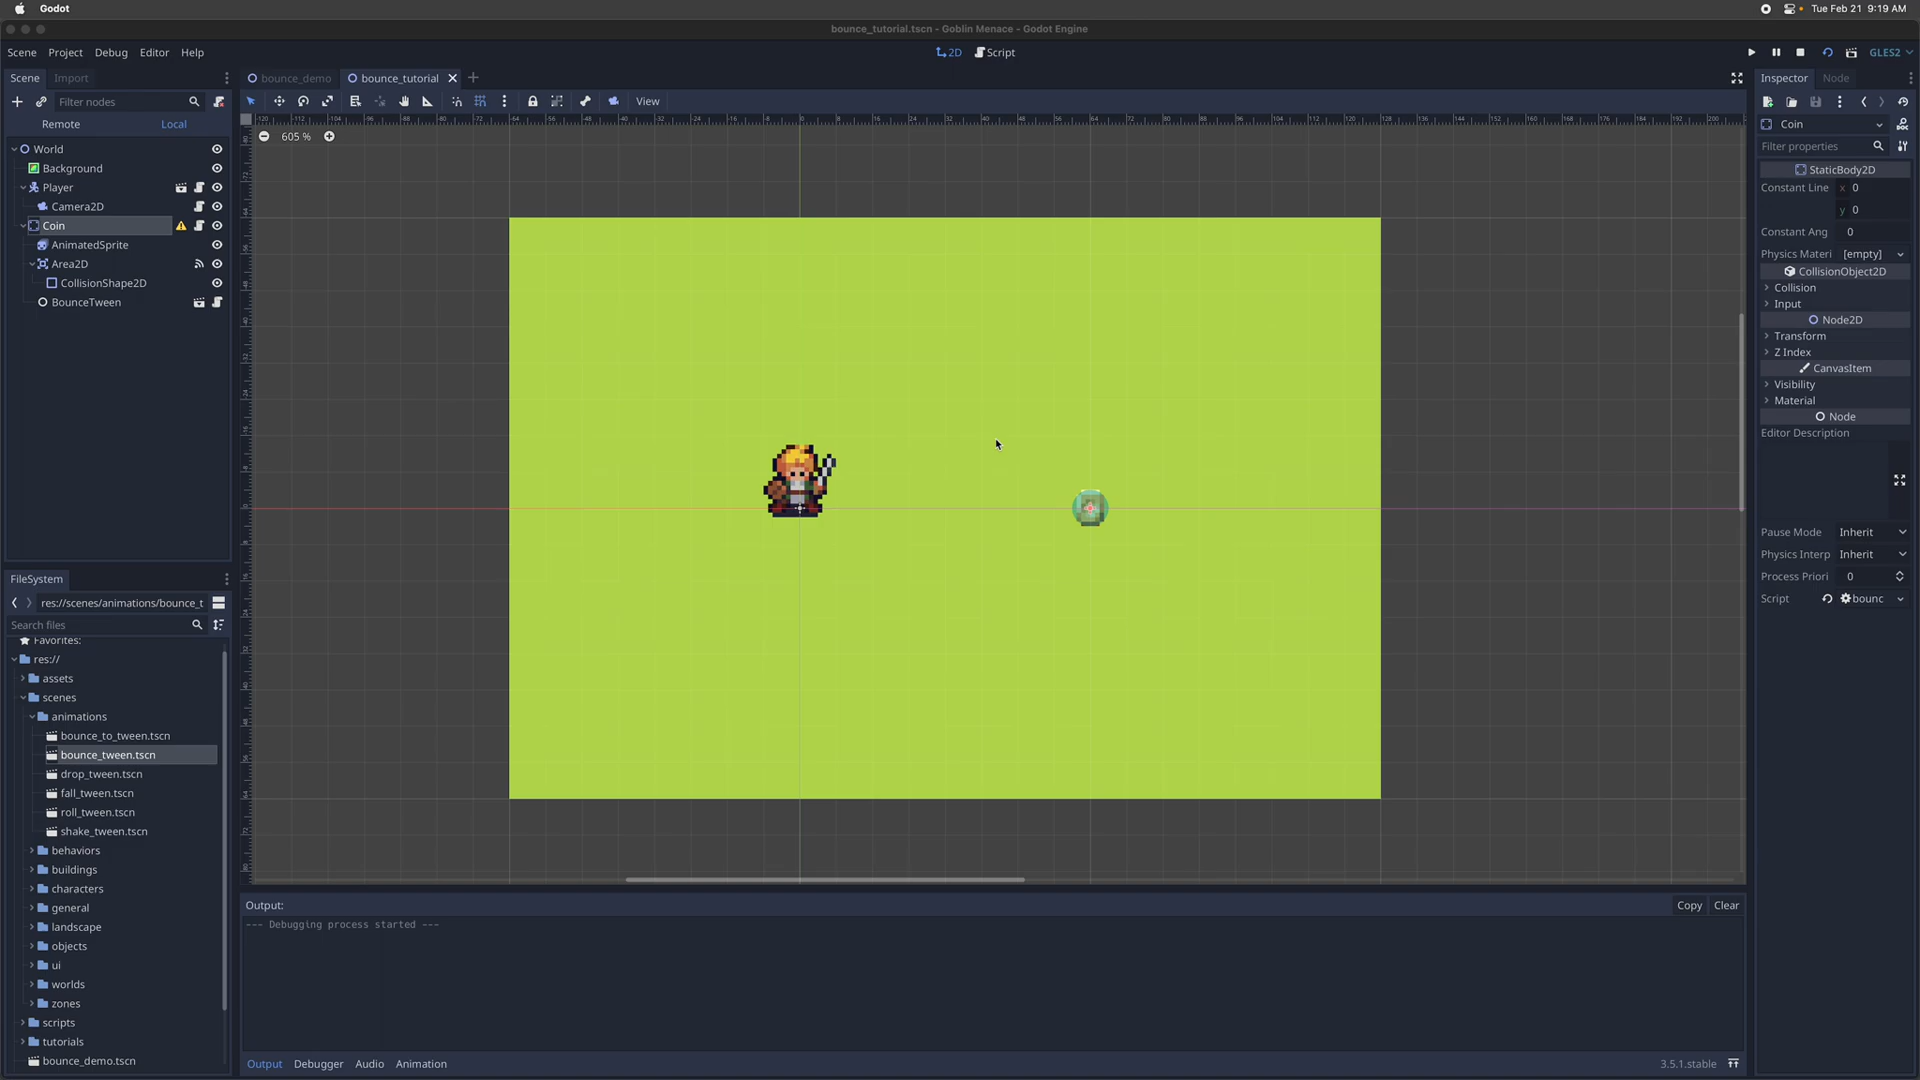 Godot
Tue Feb 21 9:19 AM
bounce_tutorial.tscn - Goblin Menace - Godot Engine
Scene Project Debug Editor Help
2D Script
GLES2
Scene Import
bounce_demo
bounce_tutorial
Inspector Node
Filter nodes
View
Remote Local
605 %
World
Background
Player
Camera2D
Coin
AnimatedSprite
Area2D
CollisionShape2D
BounceTween
FileSystem
res://scenes/animations/bounce_t
Search files
Favorites:
res://
assets
scenes
animations
bounce_to_tween.tscn
bounce_tween.tscn
drop_tween.tscn
fall_tween.tscn
roll_tween.tscn
shake_tween.tscn
behaviors
buildings
characters
general
landscape
objects
ui
worlds
zones
scripts
tutorials
bounce_demo.tscn
Output:
Copy Clear
--- Debugging process started ---
Output Debugger Audio Animation
3.5.1.stable
Coin
DOC
Filter properties
StaticBody2D
Constant Line x 0
y 0
Constant Ang 0
Physics Materi [empty]
CollisionObject2D
Collision
Input
Node2D
Transform
Z Index
CanvasItem
Visibility
Material
Node
Editor Description
Pause Mode Inherit
Physics Interp Inherit
Process Priori 0
Script bounc